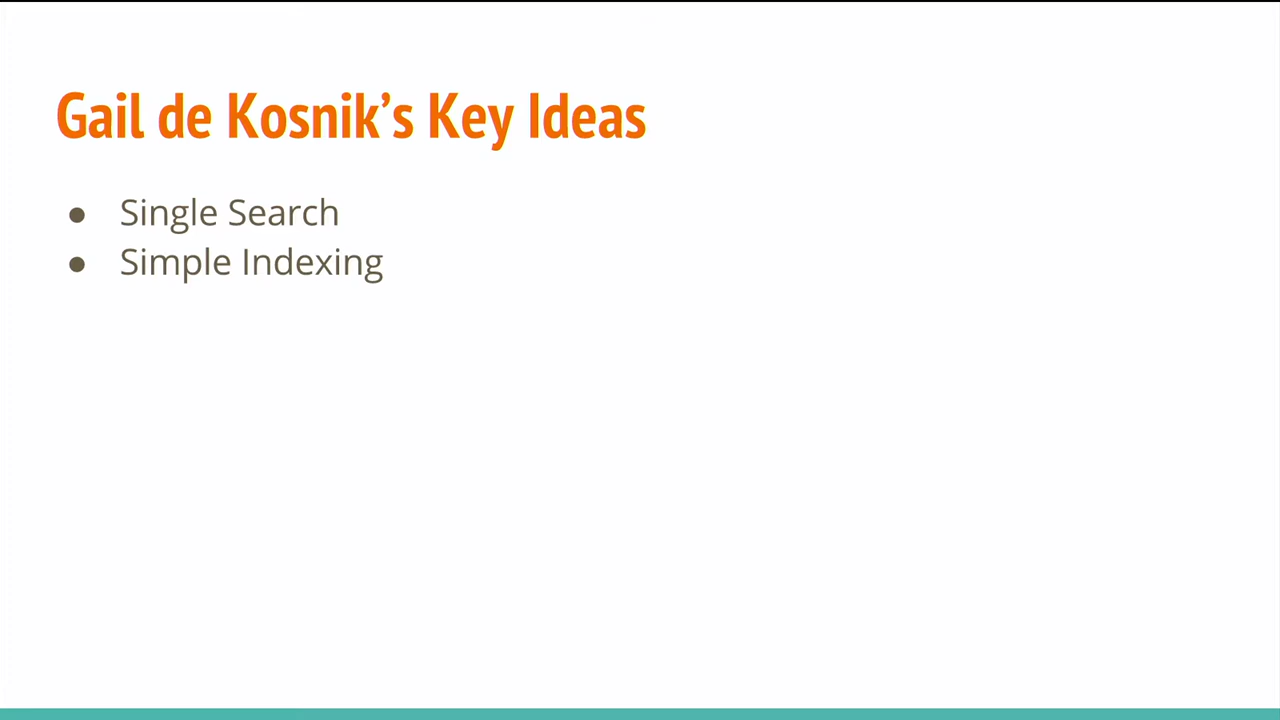 Gail de Kosnik’s Key Ideas
● Single Search
● Simple Indexing